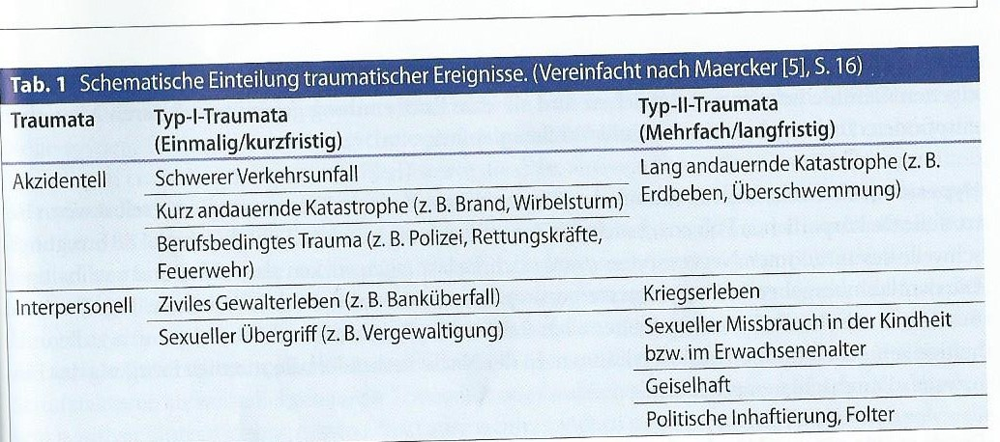 Tab. 1 Schematische Einteilung traumatischer Ereignisse. (Vereinfacht nach Maercker [5], S. 16)
Traumata Typ-I-Traumata Typ-II-Traumata
(Einmalig/kurzfristig) (Mehrfach/langfristig)
Akzidentell Schwerer Verkehrsunfall Lang andauernde Katastrophe (z. B.
Kurz andauernde Katastrophe (z. B. Brand, Wirbelsturm) Erdbeben, Überschwemmung)
Berufsbedingtes Trauma (z. B. Polizei, Rettungskräfte,
Feuerwehr)
Interpersonell Ziviles Gewalterleben (z. B. Banküberfall) Kriegserleben
Sexueller Übergriff (z. B. Vergewaltigung) Sexueller Missbrauch in der Kindheit
bzw. im Erwachsenenalter
Geiselhaft
Politische Inhaftierung, Folter